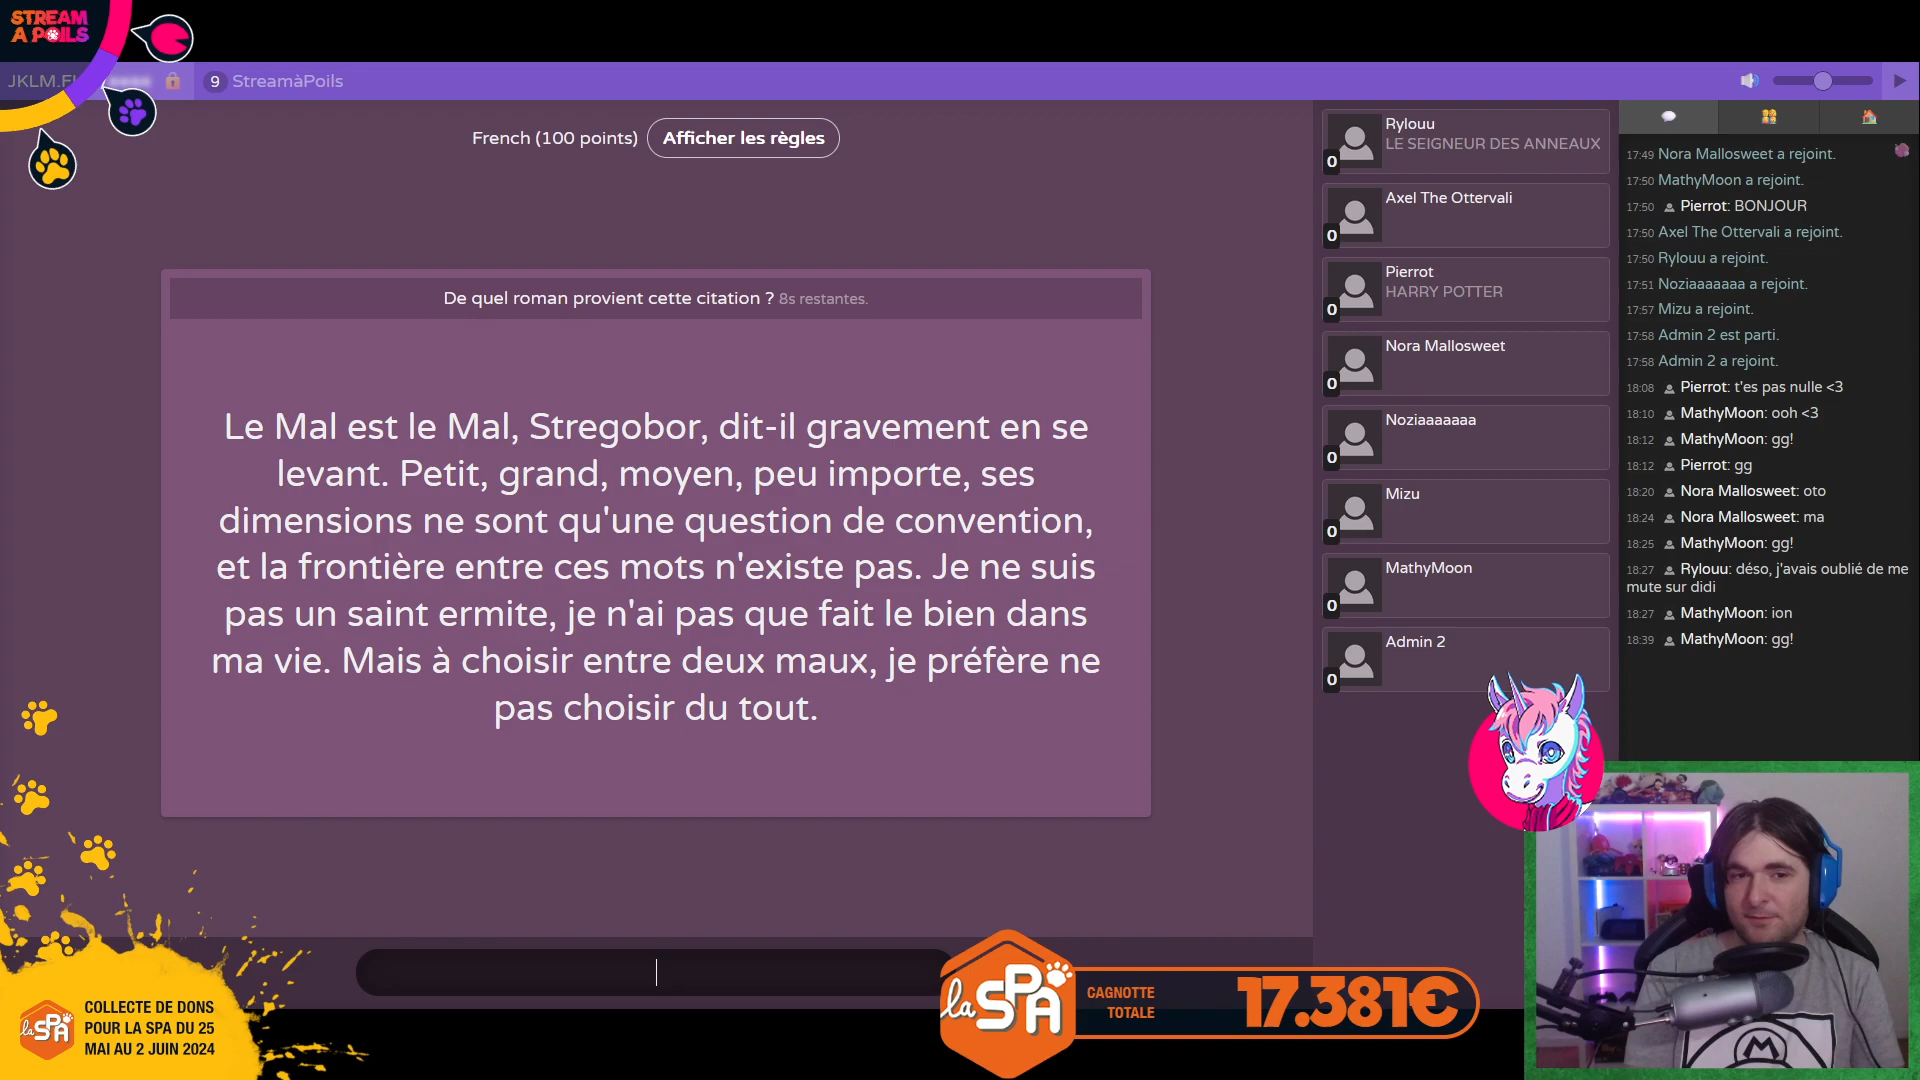 STREAM
A POILS
JKLM.F
9 StreamàPoils
French (100 points) Afficher les règles
De quel roman provient cette citation ? 8s restantes.
Le Mal est le Mal, Stregobor, dit-il gravement en se
levant. Petit, grand, moyen, peu importe, ses
dimensions ne sont qu'une question de convention,
et la frontière entre ces mots n'existe pas. Je ne suis
pas un saint ermite, je n'ai pas que fait le bien dans
ma vie. Mais à choisir entre deux maux, je préfère ne
pas choisir du tout.
Rylouu
LE SEIGNEUR DES ANNEAUX
0
Axel The Ottervali
0
Pierrot
HARRY POTTER
0
Nora Mallosweet
0
Noziaaaaaaa
0
Mizu
0
MathyMoon
0
Admin 2
0
17:49 Nora Mallosweet a rejoint.
17:50 MathyMoon a rejoint.
17:50 Pierrot: BONJOUR
17:50 Axel The Ottervali a rejoint.
17:50 Rylouu a rejoint.
17:51 Noziaaaaaaa a rejoint.
17:57 Mizu a rejoint.
17:58 Admin 2 est parti.
17:58 Admin 2 a rejoint.
18:08 Pierrot: t'es pas nulle <3
18:10 MathyMoon: ooh <3
18:12 MathyMoon: gg!
18:12 Pierrot: gg
18:20 Nora Mallosweet: oto
18:24 Nora Mallosweet: ma
18:25 MathyMoon: gg!
18:27 Rylouu: déso, j'avais oublié de me
mute sur didi
18:27 MathyMoon: ion
18:39 MathyMoon: gg!
la SPA
COLLECTE DE DONS
POUR LA SPA DU 25
MAI AU 2 JUIN 2024
la SPA
CAGNOTTE
TOTALE
17.381€
M